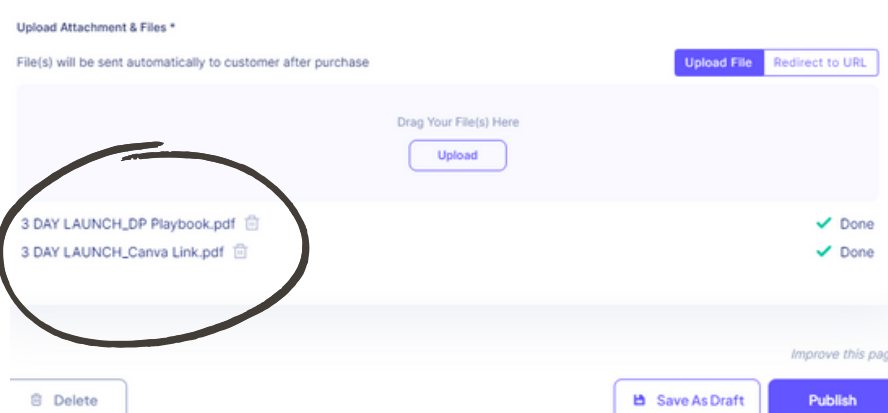 Upload Attachment & Files *
File(s) will be sent automatically to customer after purchase
Upload File Redirect to URL
Drag Your File(s) Here
Upload
3 DAY LAUNCH_DP Playbook.pdf Done
3 DAY LAUNCH_Canva Link.pdf Done
Improve this pag
Delete Save As Draft Publish